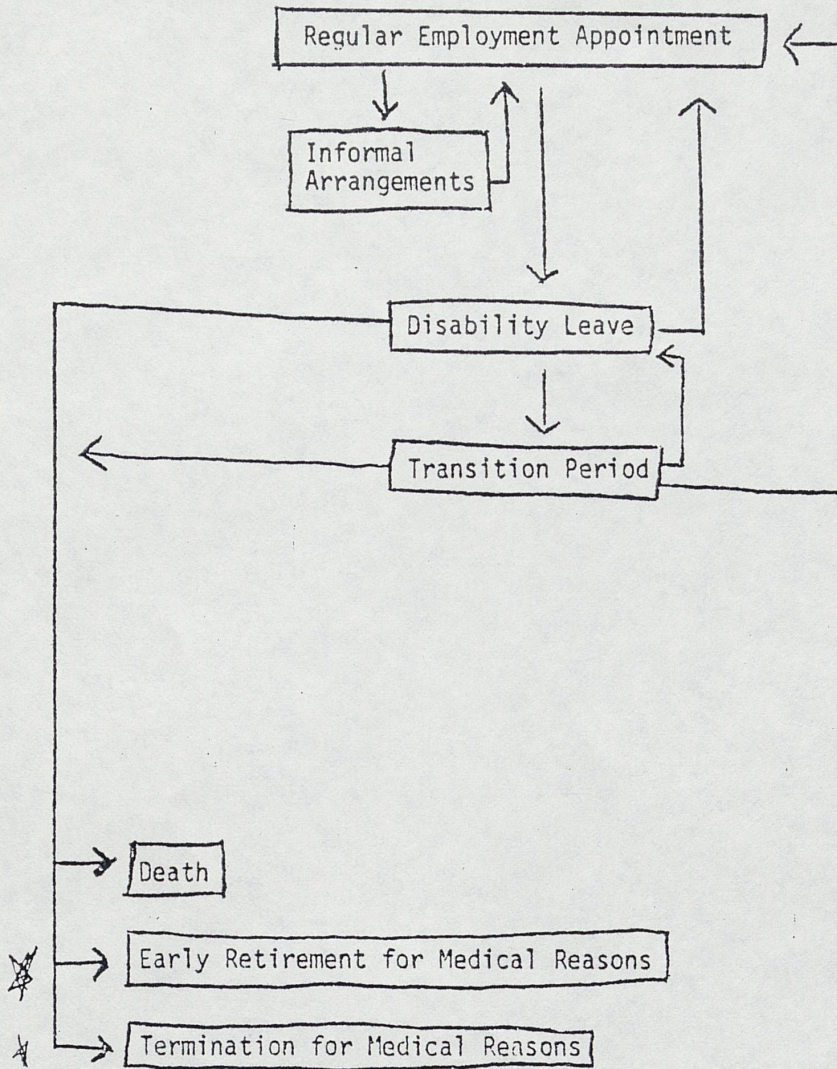 Regular Employment Appointment
Informal
Arrangements
Disability Leave
Transition Period
Death
Early Retirement for Medical Reasons
Termination for Medical Reasons